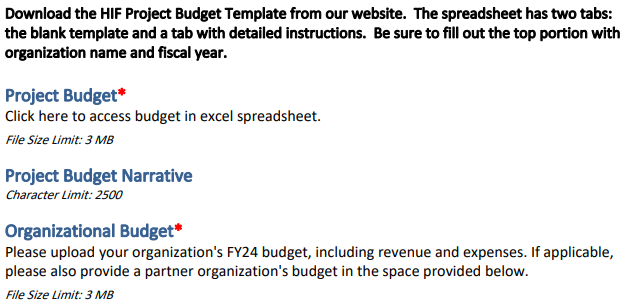 Download the HIF Project Budget Template from our website.  The spreadsheet has two tabs:
the blank template and a tab with detailed instructions.  Be sure to fill out the top portion with
organization name and fiscal year.
Project Budget*
Click here to access budget in excel spreadsheet.
File Size Limit: 3 MB
Project Budget Narrative
Character Limit: 2500
Organizational Budget*
Please upload your organization's FY24 budget, including revenue and expenses. If applicable,
please also provide a partner organization's budget in the space provided below.
File Size Limit: 3 MB